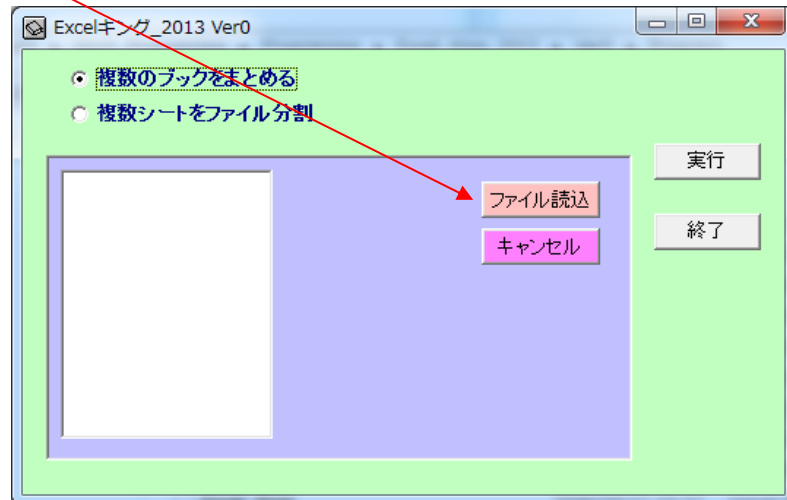 Excelキング_2013 Ver0
複数のブックをまとめる
複数シートをファイル分割
実行
ファイル読込
終了
キャンセル